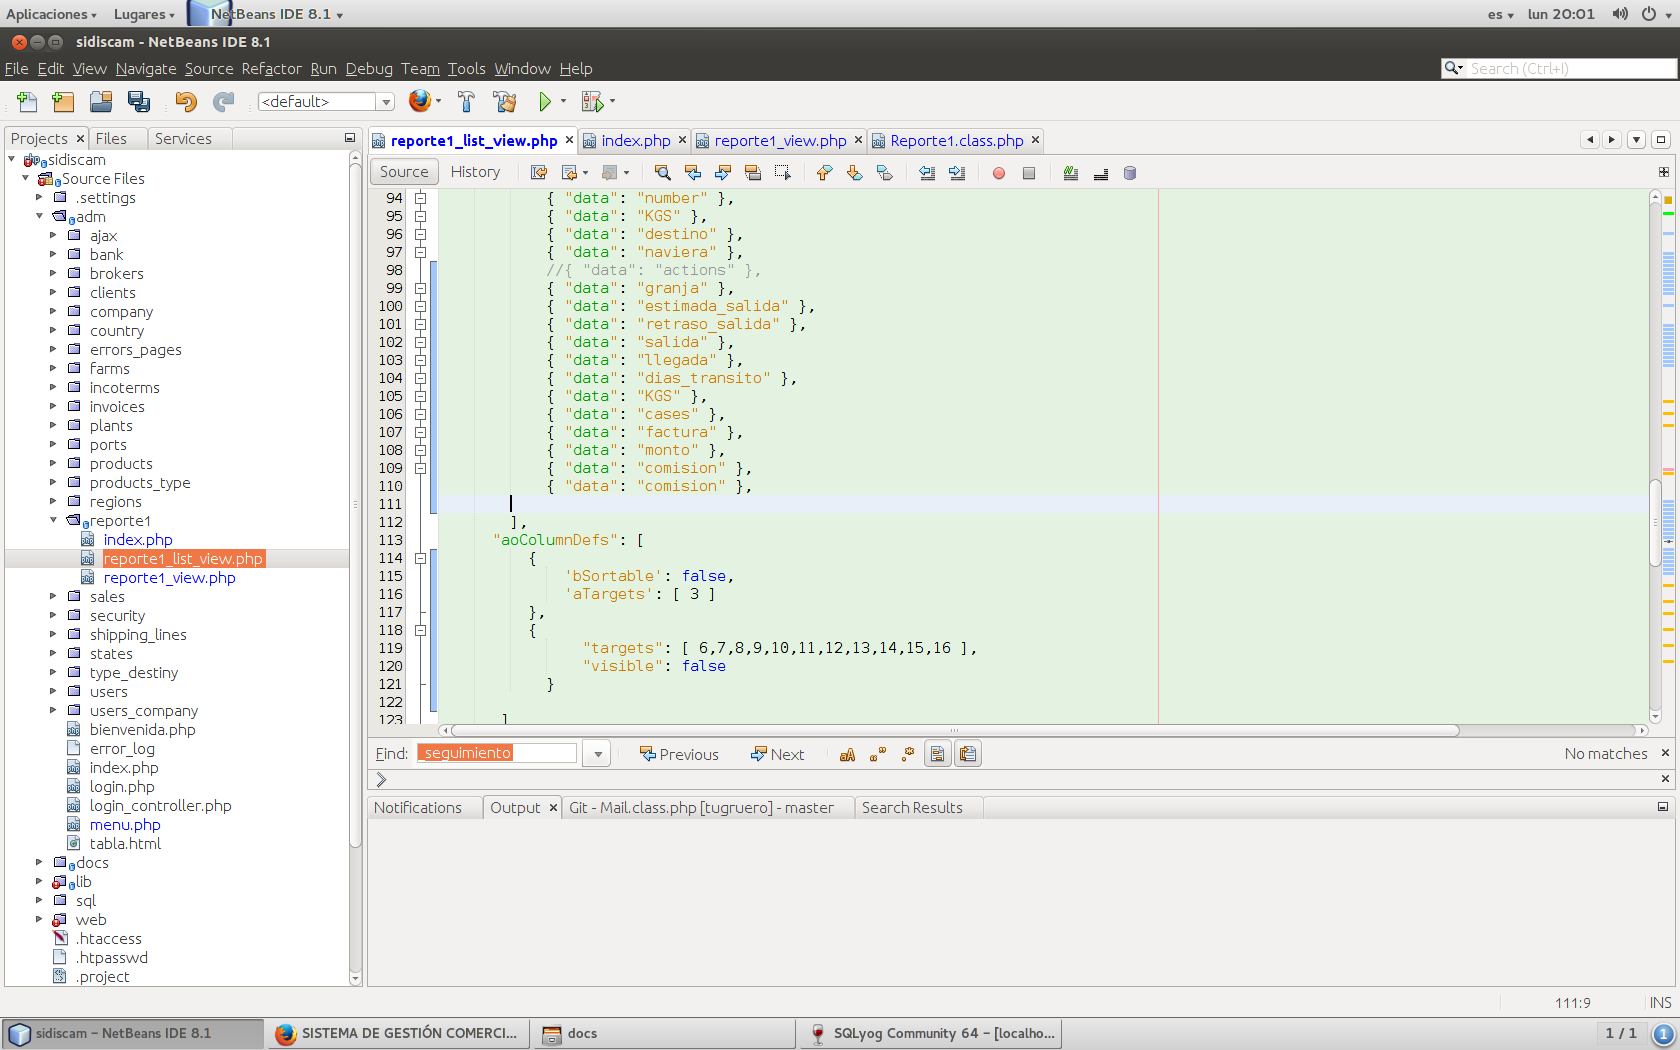 Aplicaciones Lugares NetBeans IDE 8.1 es lun 20:01
sidiscam - NetBeans IDE 8.1
File Edit View Navigate Source Refactor Run Debug Team Tools Window Help Search (Ctrl+I)
<default>
Projects Files Services
reporte1_list_view.php index.php reporte1_view.php Reporte1.class.php
Source History
sidiscam
Source Files
.settings
adm
ajax
bank
brokers
clients
company
country
errors_pages
farms
incoterms
invoices
plants
ports
products
products_type
regions
reporte1
index.php
reporte1_list_view.php
reporte1_view.php
sales
security
shipping_lines
states
type_destiny
users
users_company
bienvenida.php
error_log
index.php
login.php
login_controller.php
menu.php
tabla.html
docs
lib
sql
web
.htaccess
.htpasswd
.project
94 { "data": "number" },
95 { "data": "KGS" },
96 { "data": "destino" },
97 { "data": "naviera" },
98 //{ "data": "actions" },
99 { "data": "granja" },
100 { "data": "estimada_salida" },
101 { "data": "retraso_salida" },
102 { "data": "salida" },
103 { "data": "llegada" },
104 { "data": "dias_transito" },
105 { "data": "KGS" },
106 { "data": "cases" },
107 { "data": "factura" },
108 { "data": "monto" },
109 { "data": "comision" },
110 { "data": "comision" },
111
112 ],
113 "aoColumnDefs": [
114 {
115 'bSortable': false,
116 'aTargets': [ 3 ]
117 },
118 {
119 "targets": [ 6,7,8,9,10,11,12,13,14,15,16 ],
120 "visible": false
121 }
122
123 ]
Find: _seguimiento Previous Next No matches
Notifications Output Git - Mail.class.php [tugruero] - master Search Results
111:9 INS
sidiscam - NetBeans IDE 8.1 SISTEMA DE GESTIÓN COMERCI... docs SQLyog Community 64 - [localho... 1 / 1 1